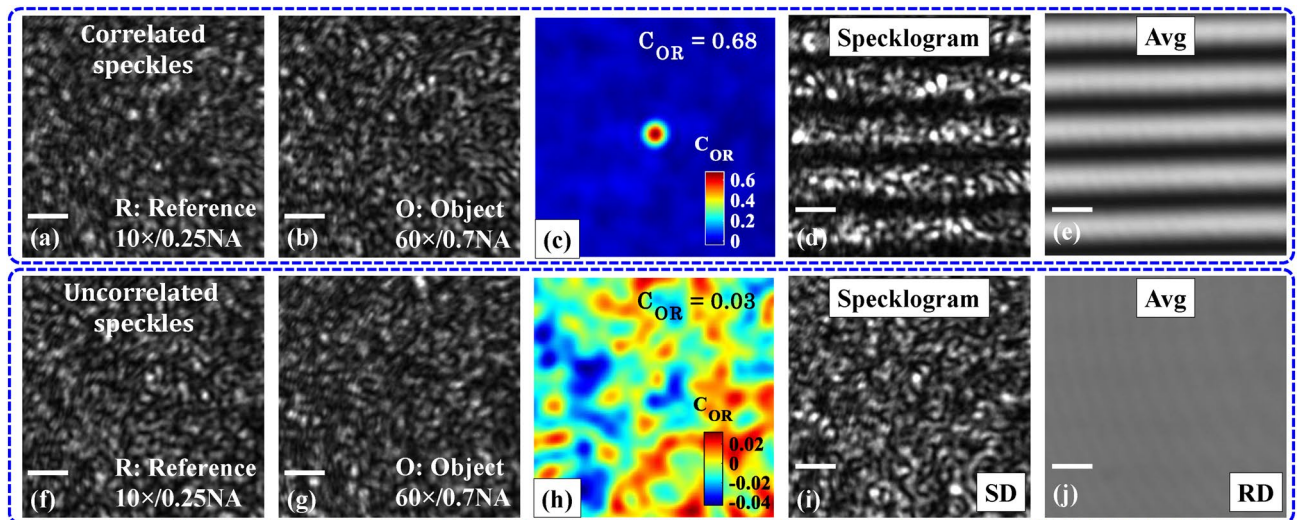 Correlated
speckles
R: Reference
10×/0.25NA
(a)
O: Object
60×/0.7NA
(b)
C_OR = 0.68
C_OR
0.6
0.4
0.2
0
(c)
Specklogram
(d)
Avg
(e)
Uncorrelated
speckles
R: Reference
10×/0.25NA
(f)
O: Object
60×/0.7NA
(g)
C_OR = 0.03
C_OR
0.02
0
-0.02
-0.04
(h)
Specklogram
(i)
SD
Avg
(j)
RD